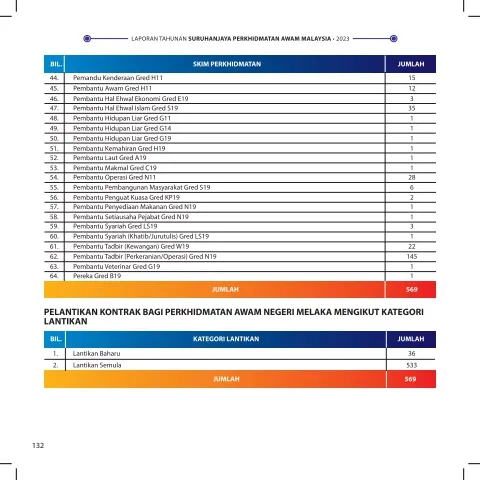 LAPORAN TAHUNAN SURUHANJAYA PERKHIDMATAN AWAM MALAYSIA • 2023
BIL. SKIM PERKHIDMATAN JUMLAH
44. Pemandu Kenderaan Gred H11 15
45. Pembantu Awam Gred H11 12
46. Pembantu Hal Ehwal Ekonomi Gred E19 3
47. Pembantu Hal Ehwal Islam Gred S19 35
48. Pembantu Hidupan Liar Gred G11 1
49. Pembantu Hidupan Liar Gred G14 1
50. Pembantu Hidupan Liar Gred G19 1
51. Pembantu Kemahiran Gred H19 1
52. Pembantu Laut Gred A19 1
53. Pembantu Makmal Gred C19 1
54. Pembantu Operasi Gred N11 28
55. Pembantu Pembangunan Masyarakat Gred S19 6
56. Pembantu Penguat Kuasa Gred KP19 2
57. Pembantu Penyediaan Makanan Gred N19 1
58. Pembantu Setiausaha Pejabat Gred N19 1
59. Pembantu Syariah Gred LS19 3
60. Pembantu Syariah (Khatib/Jurutulis) Gred LS19 1
61. Pembantu Tadbir (Kewangan) Gred W19 22
62. Pembantu Tadbir (Perkeranian/Operasi) Gred N19 145
63. Pembantu Veterinar Gred G19 1
64. Pereka Gred B19 1
JUMLAH 569
PELANTIKAN KONTRAK BAGI PERKHIDMATAN AWAM NEGERI MELAKA MENGIKUT KATEGORI
LANTIKAN
BIL. KATEGORI LANTIKAN JUMLAH
1. Lantikan Baharu 36
2. Lantikan Semula 533
JUMLAH 569
132